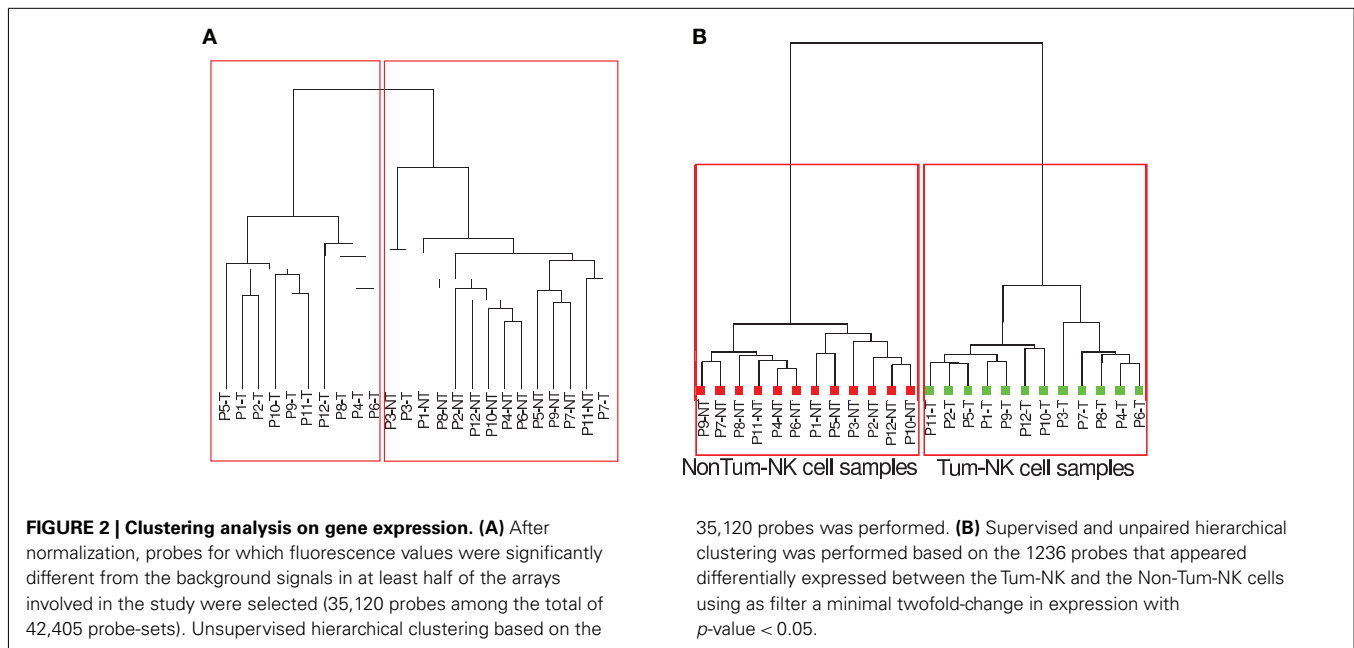 A
B
P5-T
P1-T
P2-T
P10-T
P9-T
P11-T
P12-T
P8-T
P4-T
P6-T
P3-NT
P3-T
P1-NT
P8-NT
P2-NT
P12-NT
P10-NT
P4-NT
P6-NT
P5-NT
P9-NT
P7-NT
P11-NT
P7-T
P9-NT
P7-NT
P8-NT
P11-NT
P4-NT
P6-NT
P1-NT
P5-NT
P3-NT
P2-NT
P12-NT
P10-NT
P11-T
P2-T
P5-T
P1-T
P9-T
P12-T
P10-T
P3-T
P7-T
P8-T
P4-T
P6-T
NonTum-NK cell samples
Tum-NK cell samples
FIGURE 2 | Clustering analysis on gene expression. (A) After
normalization, probes for which fluorescence values were significantly
different from the background signals in at least half of the arrays
involved in the study were selected (35,120 probes among the total of
42,405 probe-sets). Unsupervised hierarchical clustering based on the
35,120 probes was performed. (B) Supervised and unpaired hierarchical
clustering was performed based on the 1236 probes that appeared
differentially expressed between the Tum-NK and the Non-Tum-NK cells
using as filter a minimal twofold-change in expression with
p-value < 0.05.